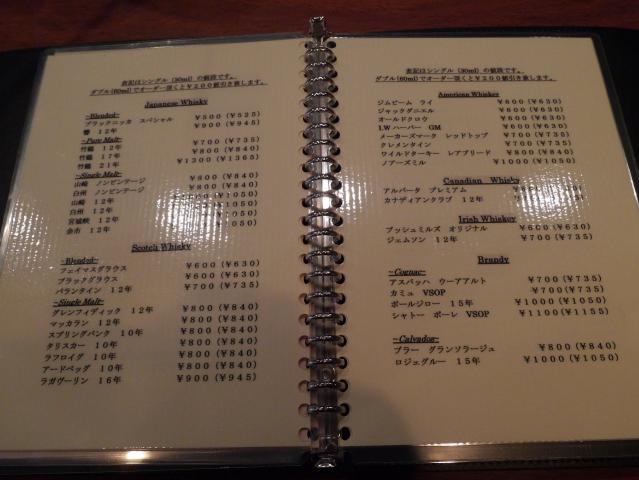 表記はシングル (30ml) の値段です。
ダブル(60ml)でオーダー頂くと¥200割引き致します。
Japanese Whisky
~Blended~
ブラックニッカ スペシャル ¥500(¥525)
響 12年 ¥900(¥945)
~Pure Malt~
竹鶴 12年 ¥700(¥735)
竹鶴 17年 ¥800(¥840)
竹鶴 21年 ¥1300(¥1365)
~Single Malt~
山崎 ノンビンテージ ¥800(¥840)
白州 ノンビンテージ ¥800(¥840)
山崎 12年
白州 12年
宮城峡 12年
余市 12年
Scotch Whisky
~Blended~
フェイマスグラウス ¥600(¥630)
ブラックグラウス ¥600(¥630)
バランタイン 12年 ¥700(¥735)
~Single Malt~
グレンフィディック 12年 ¥800(¥840)
マッカラン 12年 ¥800(¥840)
スプリングバンク 10年 ¥800(¥840)
タリスカー 10年 ¥800(¥840)
ラフロイグ 10年 ¥800(¥840)
アードベッグ 10年 ¥800(¥840)
ラガヴーリン 16年 ¥900(¥945)
表記はシングル (30ml) の値段です。
ダブル(60ml)でオーダー頂くと¥200割引き致します。
American Whiskey
ジムビーム ライ ¥600(¥630)
ジャックダニエル ¥600(¥630)
オールドクロウ ¥600(¥630)
I.Wハーパー GM ¥600(¥630)
メーカーズマーク レッドトップ ¥700(¥735)
クレメンタイン ¥700(¥735)
ワイルドターキー レアブリード ¥800(¥840)
ノアーズミル ¥1000(¥1050)
Canadian Whisky
アルバータ プレミアム
カナディアンクラブ 12年 ¥700(¥735)
Irish Whiskey
ブッシュミルズ オリジナル ¥600(¥630)
ジェムソン 12年 ¥700(¥735)
Brandy
~Cognac~
アスバッハ ウーアアルト ¥700(¥735)
カミュ VSOP ¥700(¥735)
ポールジロー 15年 ¥1000(¥1050)
シャトー ポーレ VSOP ¥1100(¥1155)
~Calvados~
ブラー グランソラージュ ¥800(¥840)
ロジェグルー 15年 ¥1000(¥1050)